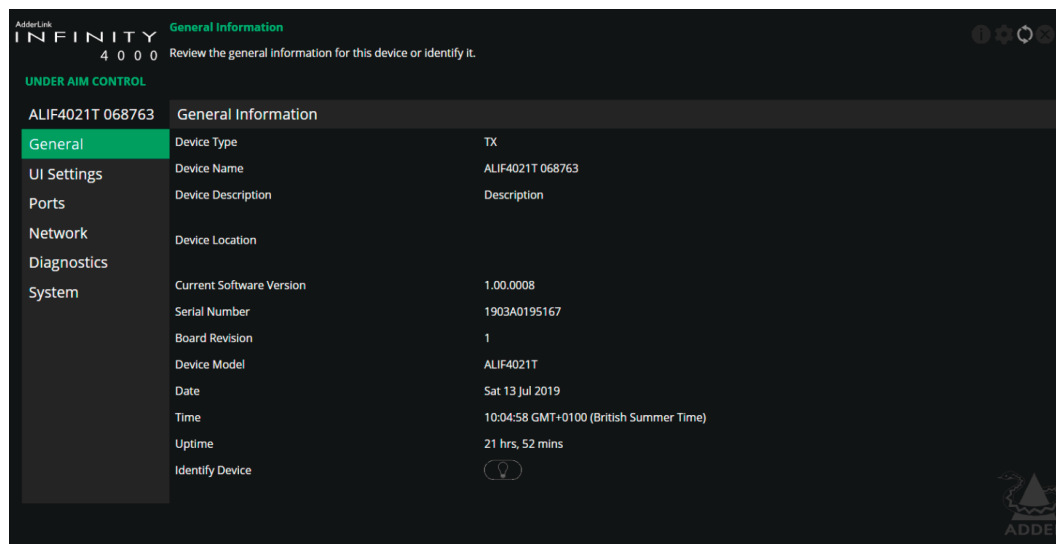 AdderLink
INFINITY
4000
General Information
Review the general information for this device or identify it.
UNDER AIM CONTROL
ALIF4021T 068763
General Information
General
UI Settings
Ports
Network
Diagnostics
System
Device Type TX
Device Name ALIF4021T 068763
Device Description Description
Device Location
Current Software Version 1.00.0008
Serial Number 1903A0195167
Board Revision 1
Device Model ALIF4021T
Date Sat 13 Jul 2019
Time 10:04:58 GMT+0100 (British Summer Time)
Uptime 21 hrs, 52 mins
Identify Device
ADDE